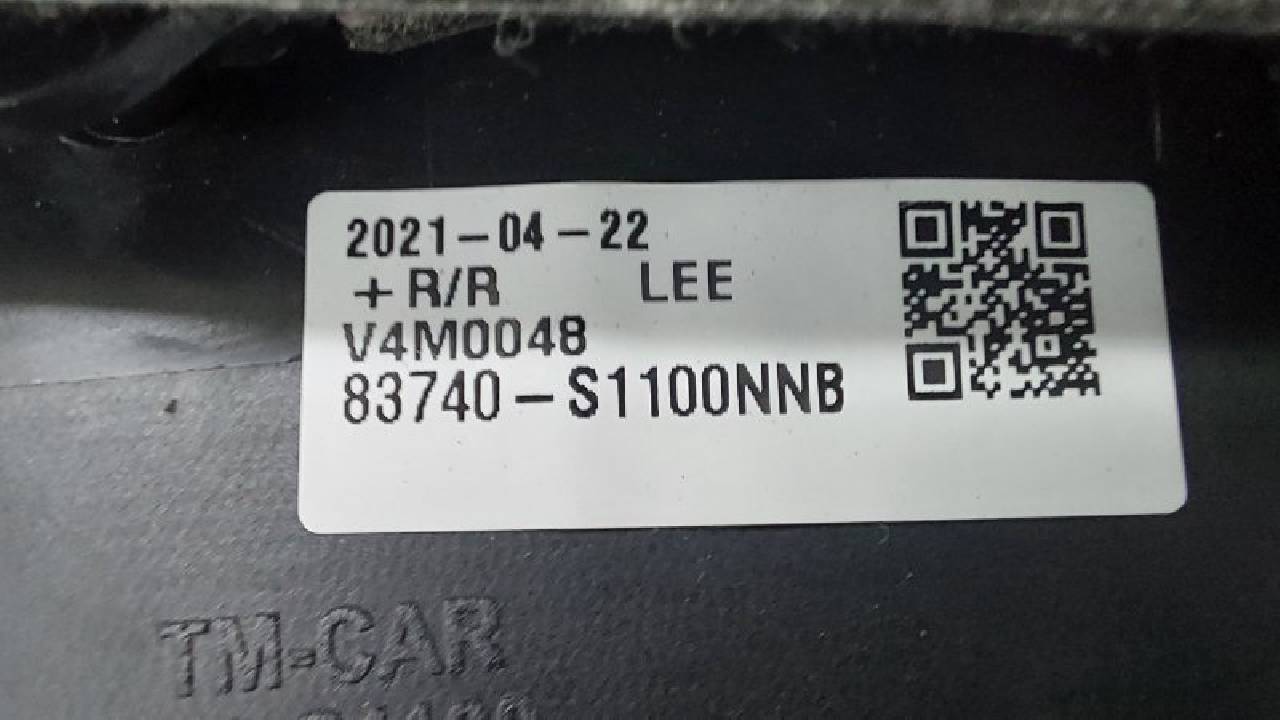 2021-04-22
+R/R LEE
V4M0048
83740-S1100NNB
TM-CAR